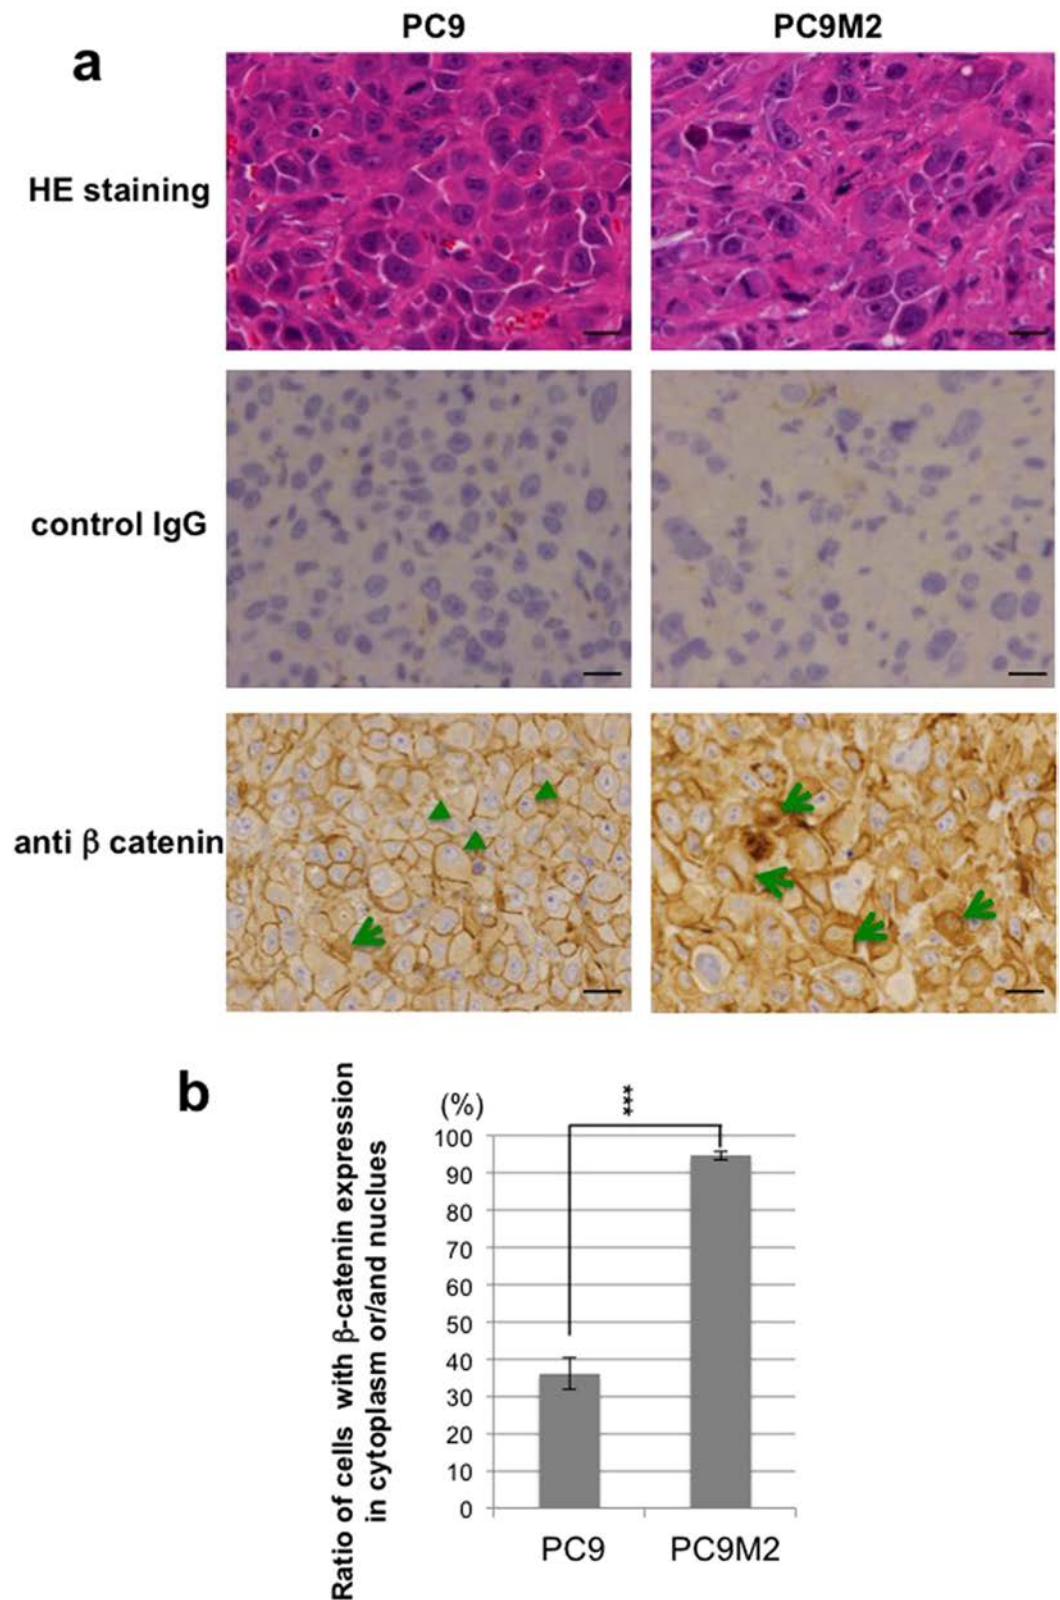 PC9
PC9M2
a
HE staining
control IgG
anti β catenin
b
Ratio of cells with β-catenin expression
in cytoplasm or/and nuclues
(%)
***
100
90
80
70
60
50
40
30
20
10
0
PC9
PC9M2